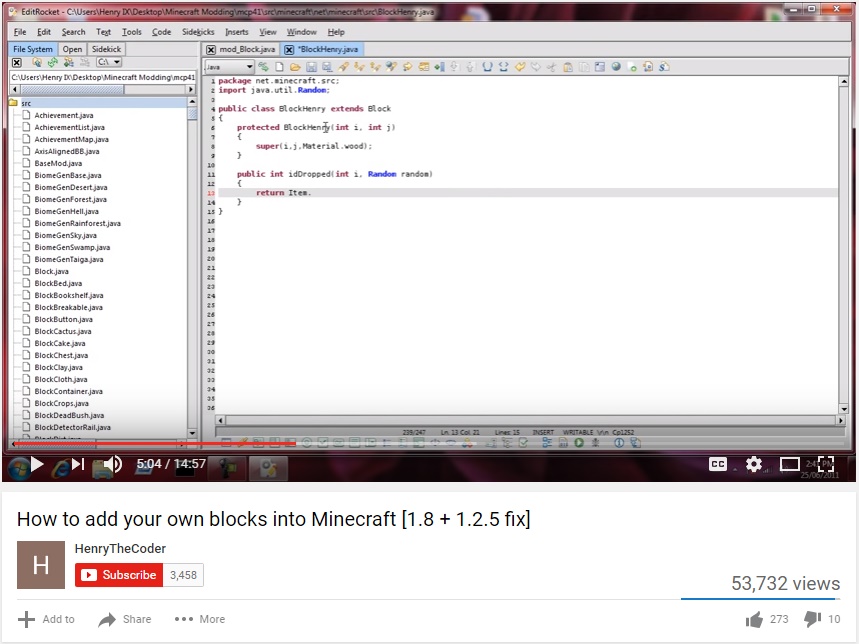 EditRocket - C:\Users\Henry IX\Desktop\Minecraft Modding\mcp41\src\minecraft\net\minecraft\src\BlockHenry.java
File Edit Search Text Tools Code Sidekicks Inserts View Window Help
File System Open Sidekick
mod_Block.java *BlockHenry.java
C:\
Java
C:\Users\Henry IX\Desktop\Minecraft Modding\mcp41
src
Achievement.java
AchievementList.java
AchievementMap.java
AxisAlignedBB.java
BaseMod.java
BiomeGenBase.java
BiomeGenDesert.java
BiomeGenForest.java
BiomeGenHell.java
BiomeGenRainforest.java
BiomeGenSky.java
BiomeGenSwamp.java
BiomeGenTaiga.java
Block.java
BlockBed.java
BlockBookshelf.java
BlockBreakable.java
BlockButton.java
BlockCactus.java
BlockCake.java
BlockChest.java
BlockClay.java
BlockCloth.java
BlockContainer.java
BlockCrops.java
BlockDeadBush.java
BlockDetectorRail.java
1 package net.minecraft.src;
2 import java.util.Random;
3
4 public class BlockHenry extends Block
5 {
6 protected BlockHenry(int i, int j)
7 {
8 super(i,j,Material.wood);
9 }
10
11 public int idDropped(int i, Random random)
12 {
13 return Item.
14 }
15 }
16
17
18
19
20
21
22
23
24
25
26
27
28
29
30
31
32
33
34
35
36
239/247 Ln. 13 Col. 21 Lines: 15 INSERT WRITABLE \r\n Cp1252
5:04 / 14:57
CC
25/06/2011
How to add your own blocks into Minecraft [1.8 + 1.2.5 fix]
H
HenryTheCoder
Subscribe 3,458
53,732 views
Add to Share More
273 10